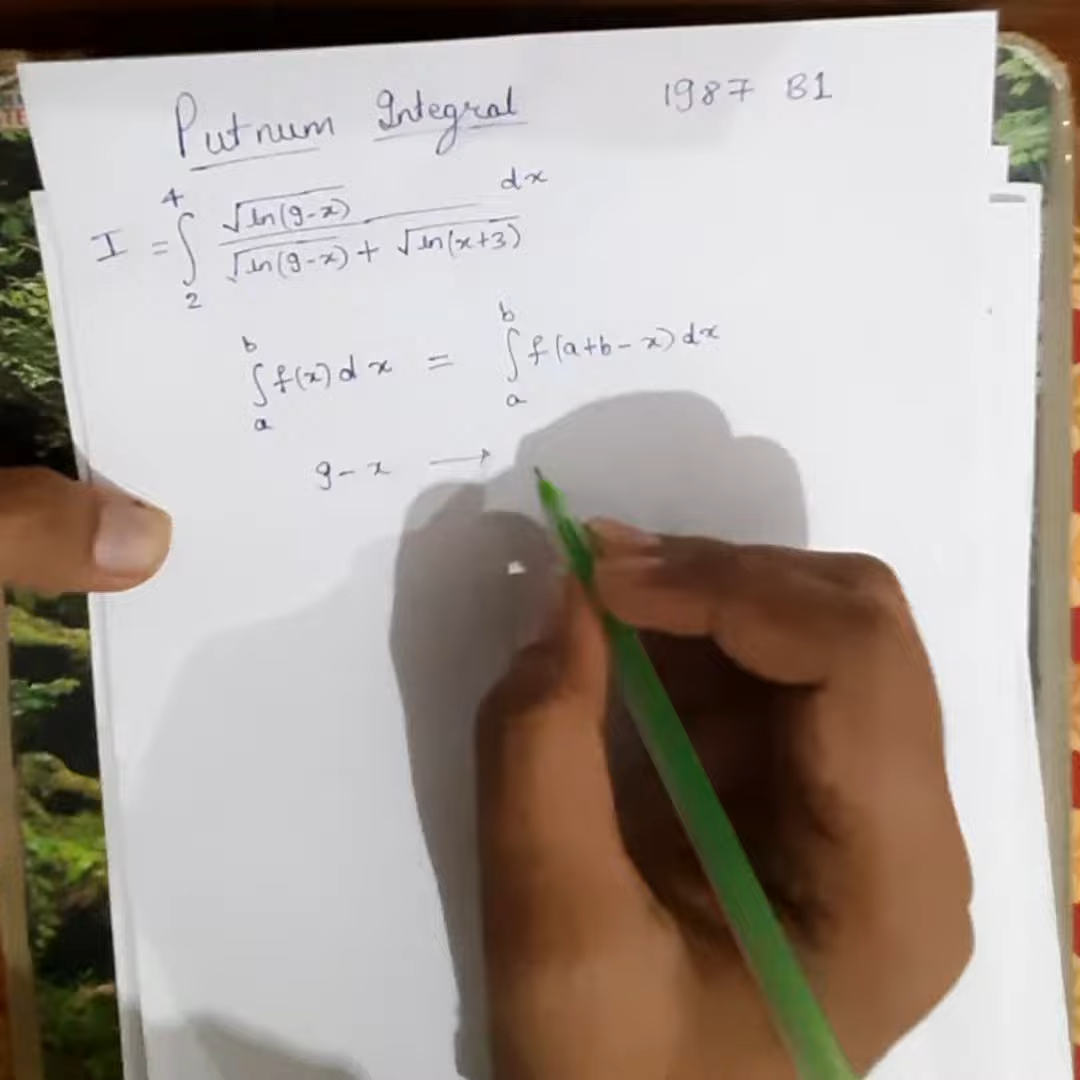 Putnum Integral 1987 B1
I = ∫₂⁴ √ln(9-x) / (√ln(9-x) + √ln(x+3)) dx
∫ₐᵇ f(x) dx = ∫ₐᵇ f(a+b-x) dx
9-x →